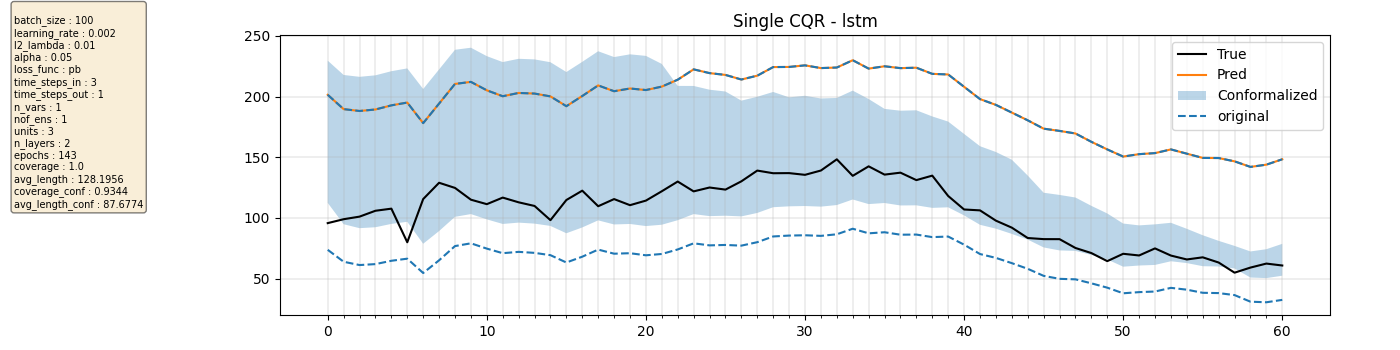 batch_size : 100
learning_rate : 0.002
l2_lambda : 0.01
alpha : 0.05
loss_func : pb
time_steps_in : 3
time_steps_out : 1
n_vars : 1
nof_ens : 1
units : 3
n_layers : 2
epochs : 143
coverage : 1.0
avg_length : 128.1956
coverage_conf : 0.9344
avg_length_conf : 87.6774
Single CQR - lstm
250
200
150
100
50
True
Pred
Conformalized
original
0 10 20 30 40 50 60